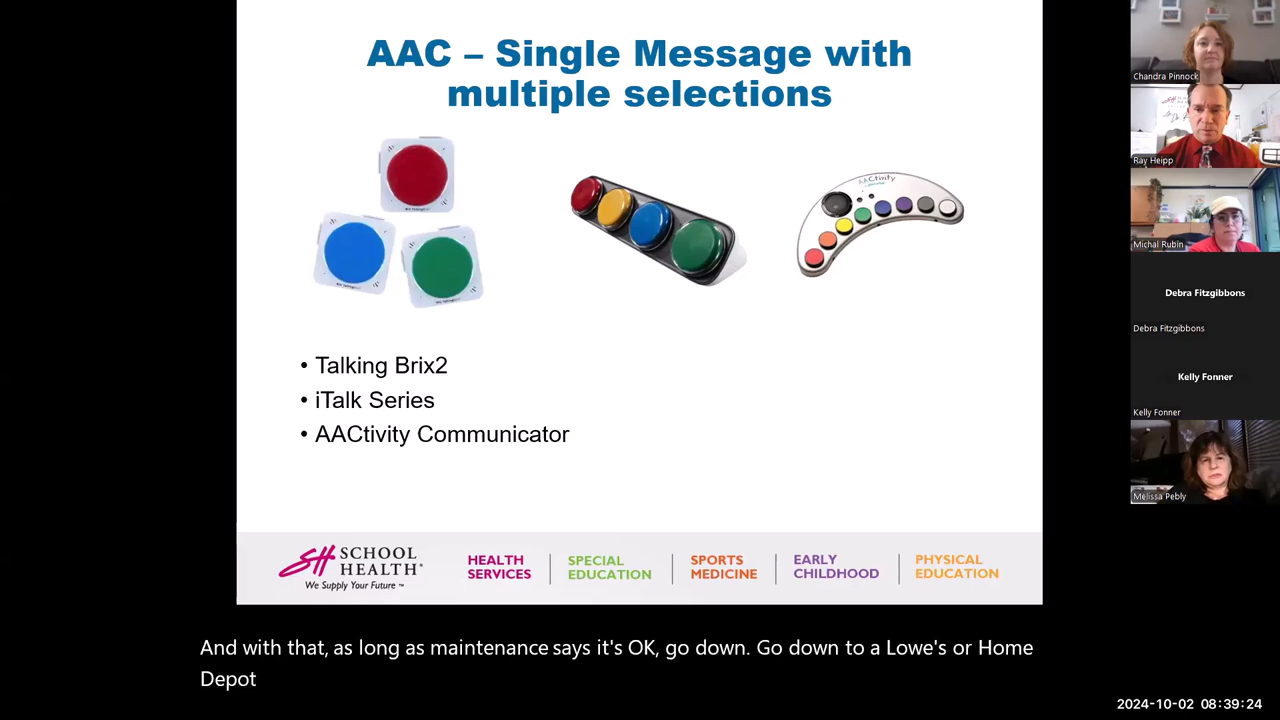 AAC – Single Message with
multiple selections
AACtivity
• Talking Brix2
• iTalk Series
• AACtivity Communicator
SH SCHOOL HEALTH®
We Supply Your Future ™
HEALTH SERVICES
SPECIAL EDUCATION
SPORTS MEDICINE
EARLY CHILDHOOD
PHYSICAL EDUCATION
And with that, as long as maintenance says it's OK, go down. Go down to a Lowe's or Home
Depot
Chandra Pinnock
Ray Heipp
Michal Rubin
Debra Fitzgibbons
Debra Fitzgibbons
Kelly Fonner
Kelly Fonner
Melissa Pebly
2024-10-02 08:39:24